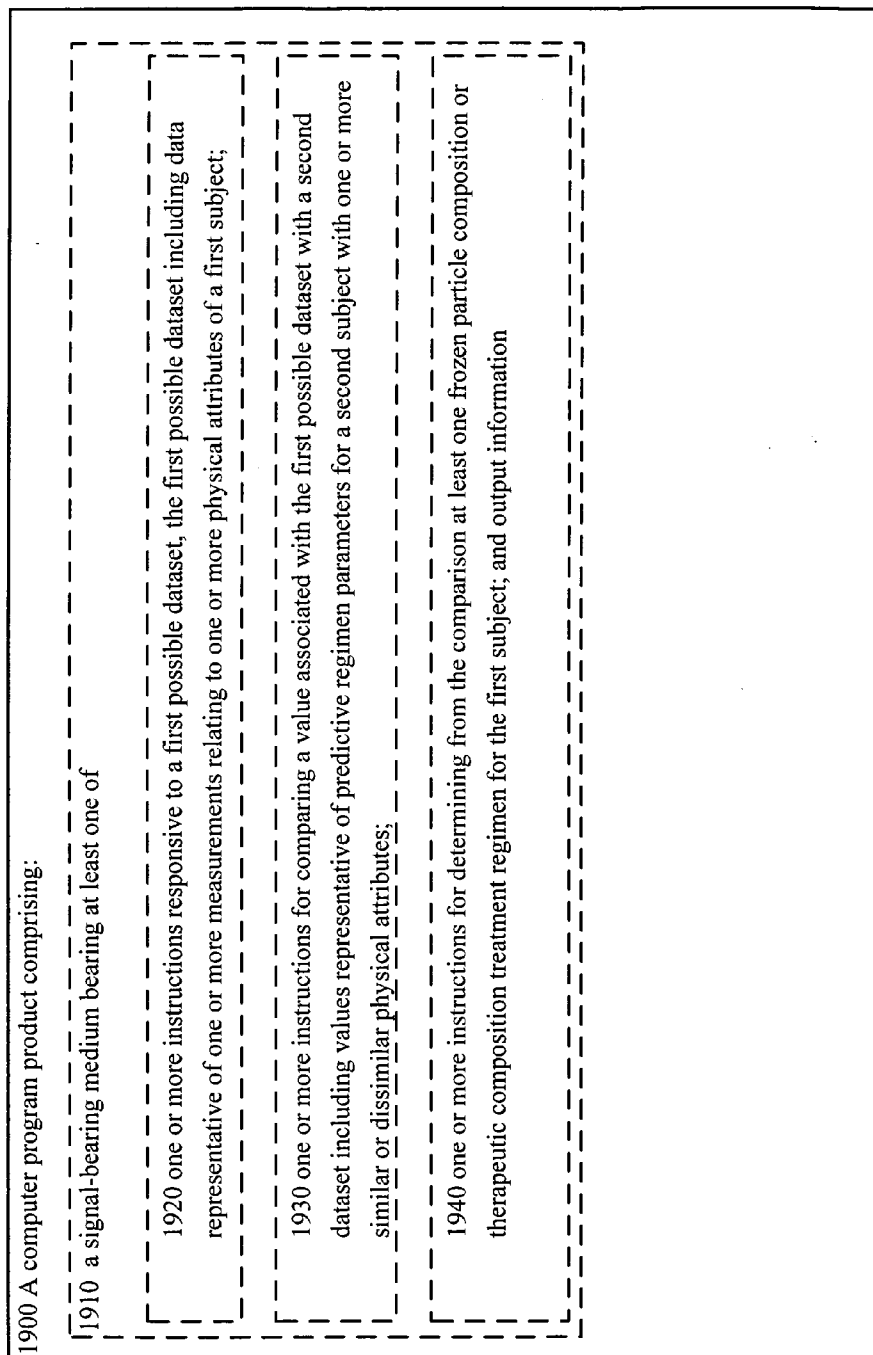 1900 A computer program product comprising:
1910 a signal-bearing medium bearing at least one of
1920 one or more instructions responsive to a first possible dataset, the first possible dataset including data
representative of one or more measurements relating to one or more physical attributes of a first subject;
1930 one or more instructions for comparing a value associated with the first possible dataset with a second
dataset including values representative of predictive regimen parameters for a second subject with one or more
similar or dissimilar physical attributes;
1940 one or more instructions for determining from the comparison at least one frozen particle composition or
therapeutic composition treatment regimen for the first subject; and output information